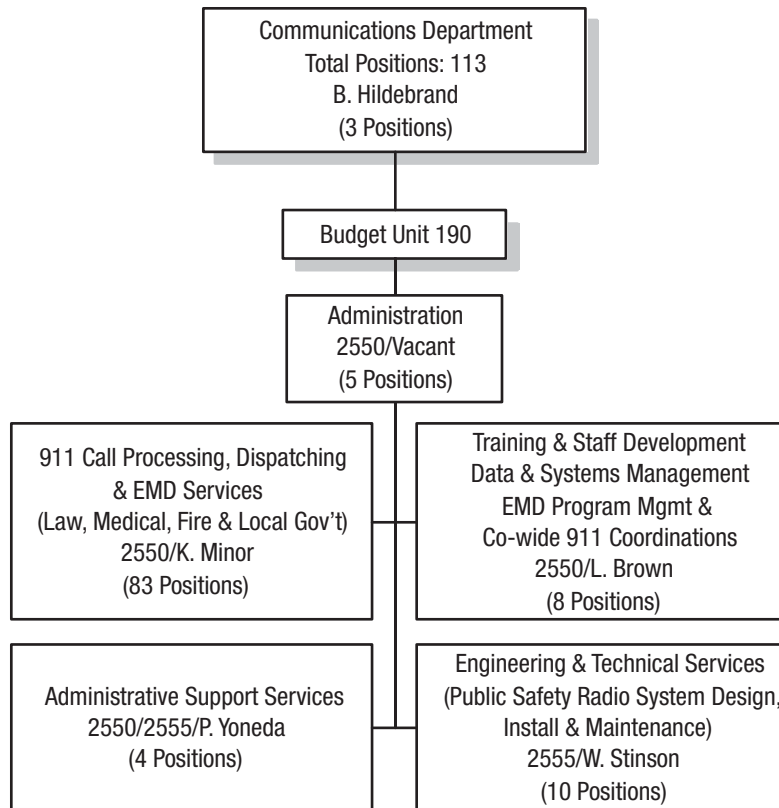 Communications Department
Total Positions: 113
B. Hildebrand
(3 Positions)
Budget Unit 190
Administration
2550/Vacant
(5 Positions)
911 Call Processing, Dispatching
& EMD Services
(Law, Medical, Fire & Local Gov’t)
2550/K. Minor
(83 Positions)
Training & Staff Development
Data & Systems Management
EMD Program Mgmt &
Co-wide 911 Coordinations
2550/L. Brown
(8 Positions)
Administrative Support Services
2550/2555/P. Yoneda
(4 Positions)
Engineering & Technical Services
(Public Safety Radio System Design,
Install & Maintenance)
2555/W. Stinson
(10 Positions)